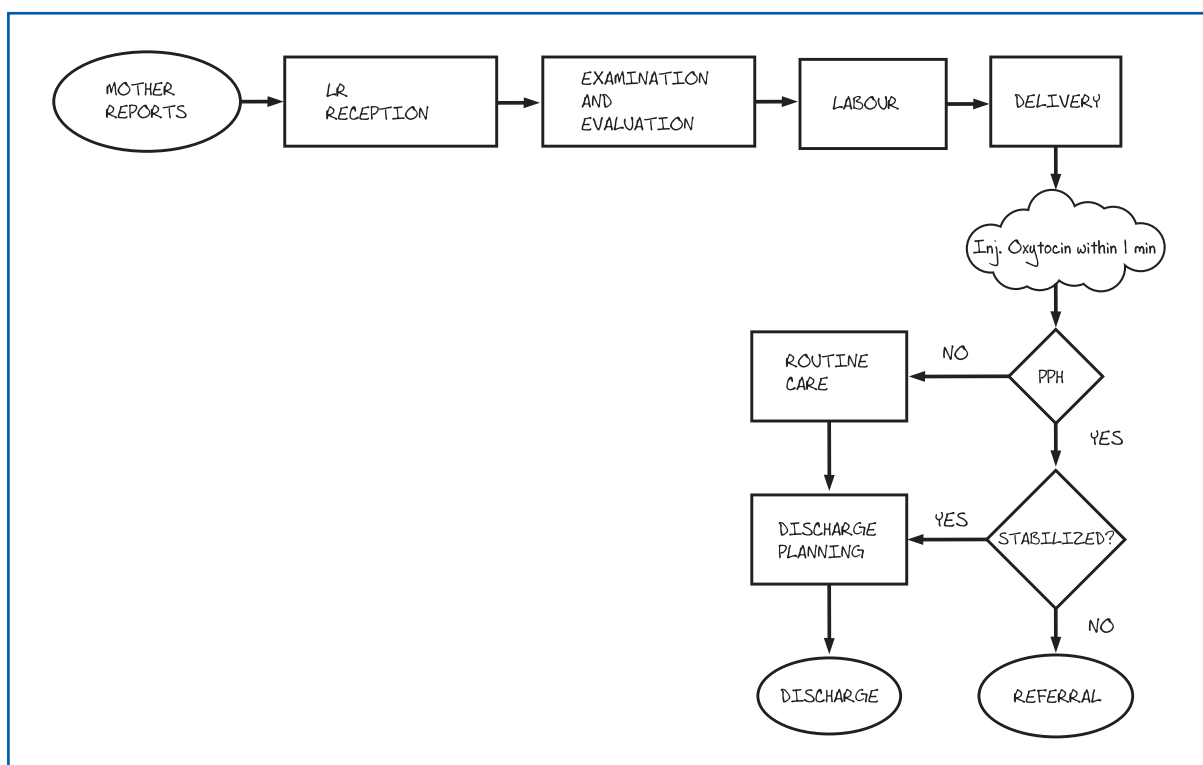 MOTHER
REPORTS
LR
RECEPTION
EXAMINATION
AND
EVALUATION
LABOUR
DELIVERY
Inj. Oxytocin within 1 min
PPH
NO
ROUTINE
CARE
YES
STABILIZED?
YES
DISCHARGE
PLANNING
NO
DISCHARGE
REFERRAL